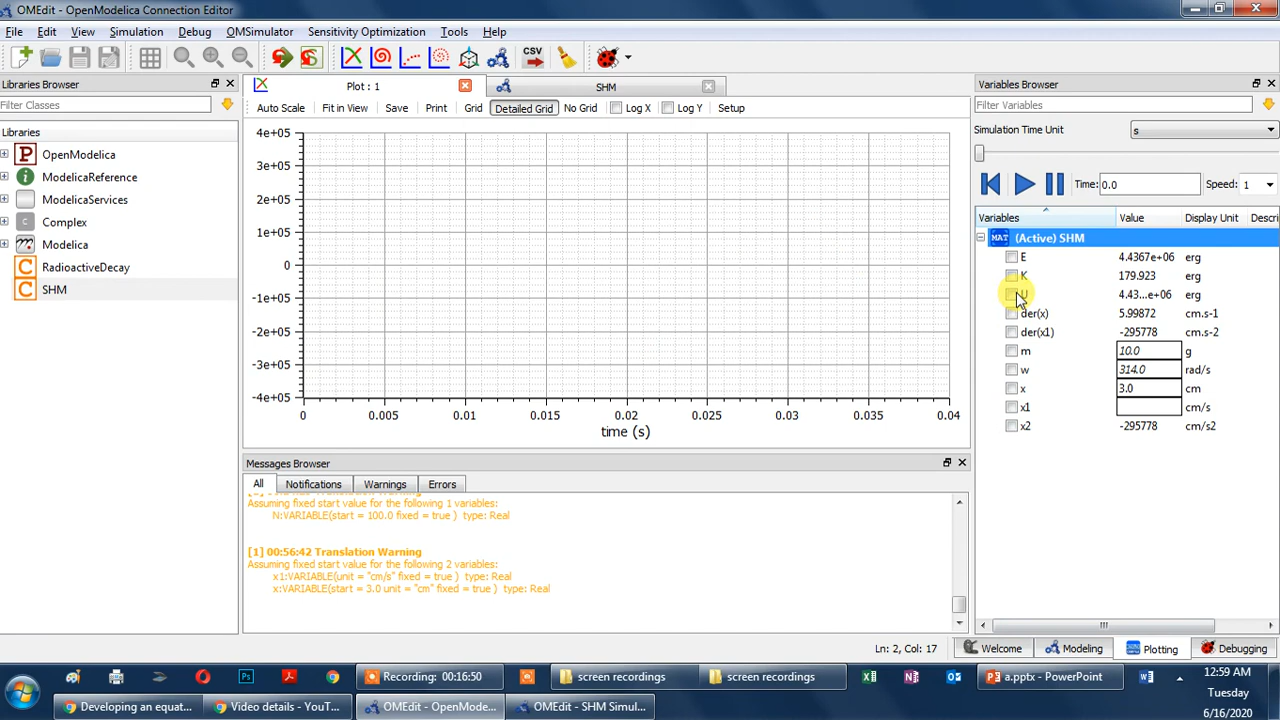 OMEdit - OpenModelica Connection Editor
File Edit View Simulation Debug OMSimulator Sensitivity Optimization Tools Help
CSV
Libraries Browser
Filter Classes
Libraries
P OpenModelica
i ModelicaReference
ModelicaServices
C Complex
Modelica
C RadioactiveDecay
C SHM
Plot : 1
SHM
Auto Scale Fit in View Save Print Grid Detailed Grid No Grid Log X Log Y Setup
4e+05
3e+05
2e+05
1e+05
0
-1e+05
-2e+05
-3e+05
-4e+05
0 0.005 0.01 0.015 0.02 0.025 0.03 0.035 0.04
time (s)
Messages Browser
All Notifications Warnings Errors
Assuming fixed start value for the following 1 variables:
N:VARIABLE(start = 100.0 fixed = true ) type: Real
[1] 00:56:42 Translation Warning
Assuming fixed start value for the following 2 variables:
x1:VARIABLE(unit = "cm/s" fixed = true ) type: Real
x:VARIABLE(start = 3.0 unit = "cm" fixed = true ) type: Real
Variables Browser
Filter Variables
Simulation Time Unit s
Time: 0.0 Speed: 1
Variables Value Display Unit Descri
MAT (Active) SHM
E 4.4367e+06 erg
K 179.923 erg
U 4.43...e+06 erg
der(x) 5.99872 cm.s-1
der(x1) -295778 cm.s-2
m 10.0 g
w 314.0 rad/s
x 3.0 cm
x1 cm/s
x2 -295778 cm/s2
Ln: 2, Col: 17
Welcome Modeling Plotting Debugging
Recording: 00:16:50
screen recordings
screen recordings
a.pptx - PowerPoint
Developing an equat...
Video details - YouT...
OMEdit - OpenMode...
OMEdit - SHM Simul...
12:59 AM
Tuesday
6/16/2020